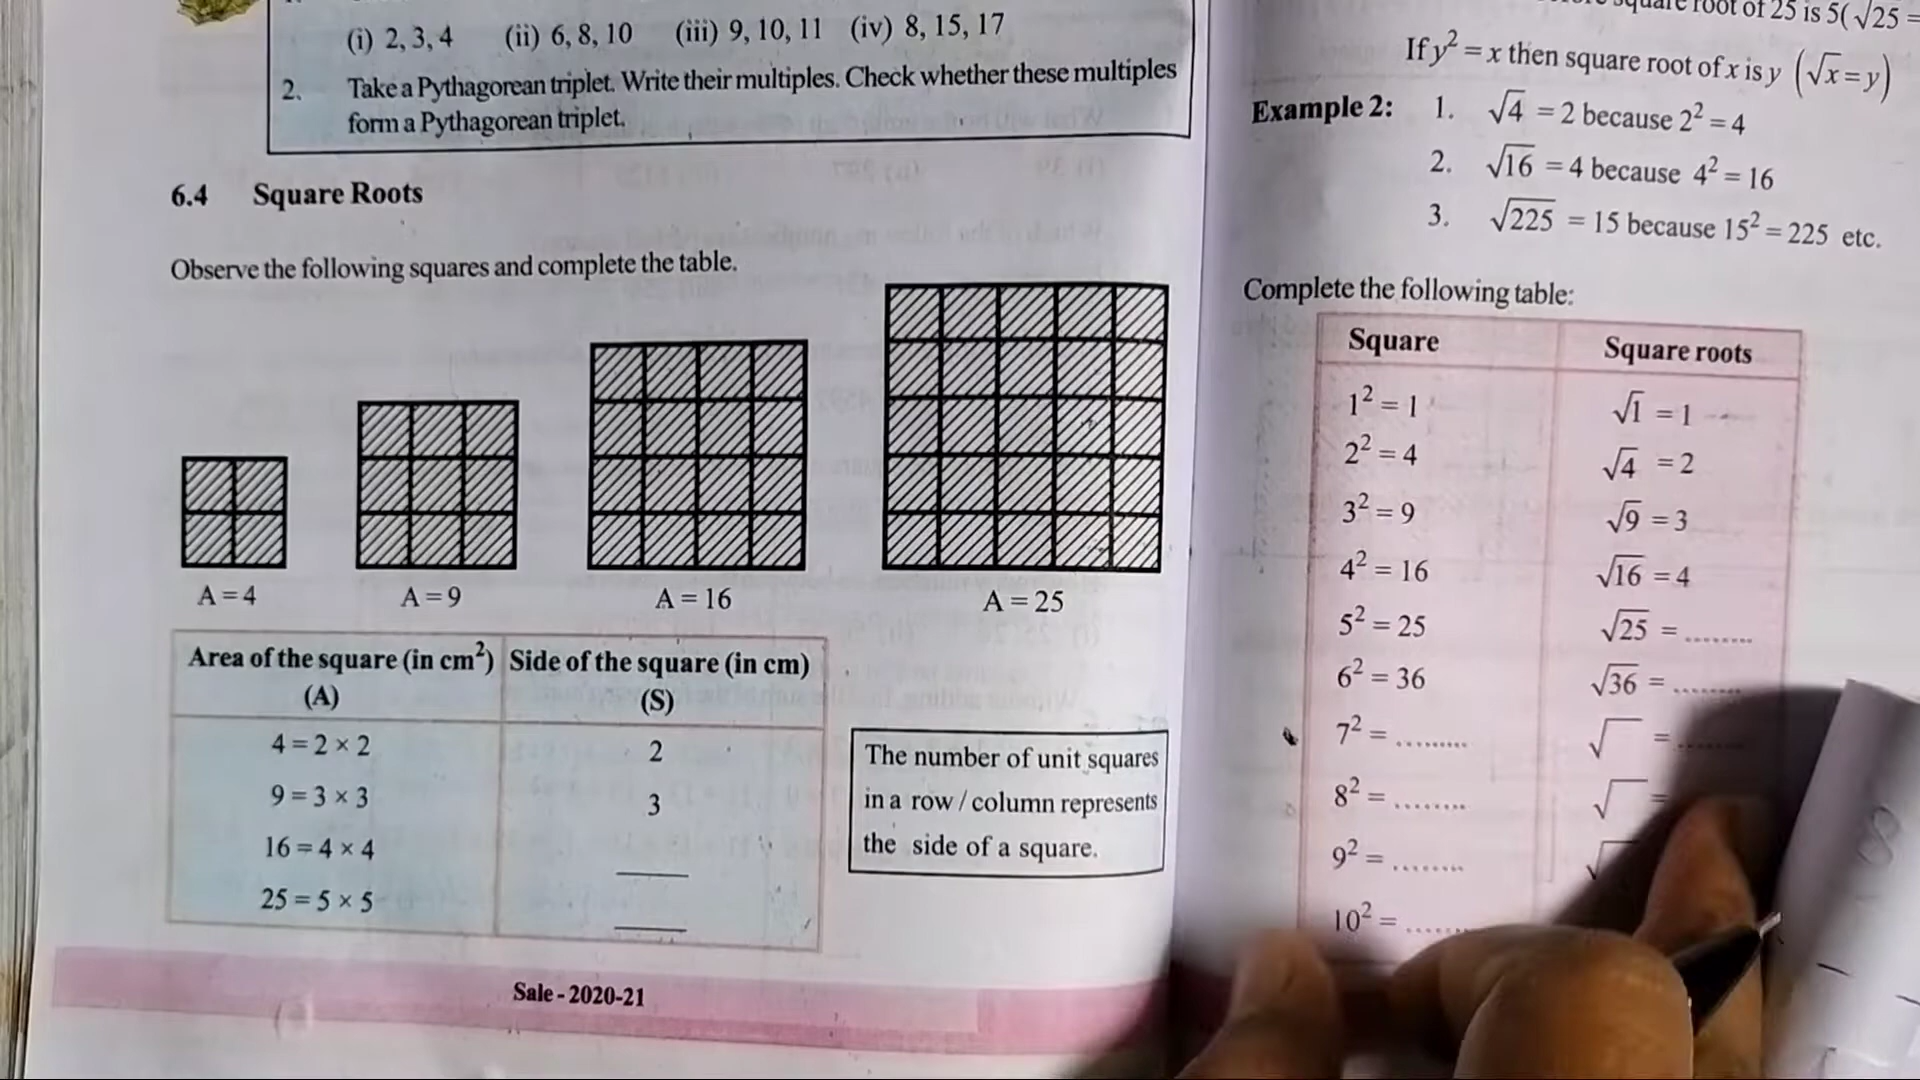 (i) 2, 3, 4 (ii) 6, 8, 10 (iii) 9, 10, 11 (iv) 8, 15, 17
2. Take a Pythagorean triplet. Write their multiples. Check whether these multiples
form a Pythagorean triplet.
6.4 Square Roots
Observe the following squares and complete the table.
A = 4
A = 9
A = 16
A = 25
Area of the square (in cm²) Side of the square (in cm)
(A) (S)
4 = 2 × 2 2
9 = 3 × 3 3
16 = 4 × 4 ____
25 = 5 × 5 ____
The number of unit squares
in a row / column represents
the side of a square.
Sale - 2020-21
square root of 25 is 5(√25 =
If y² = x then square root of x is y (√x = y)
Example 2: 1. √4 = 2 because 2² = 4
2. √16 = 4 because 4² = 16
3. √225 = 15 because 15² = 225 etc.
Complete the following table:
Square Square roots
1² = 1 √1 = 1
2² = 4 √4 = 2
3² = 9 √9 = 3
4² = 16 √16 = 4
5² = 25 √25 = ........
6² = 36 √36 = ........
7² = ......... √ = ........
8² = ......... √ =
9² = ......... √
10² = ......